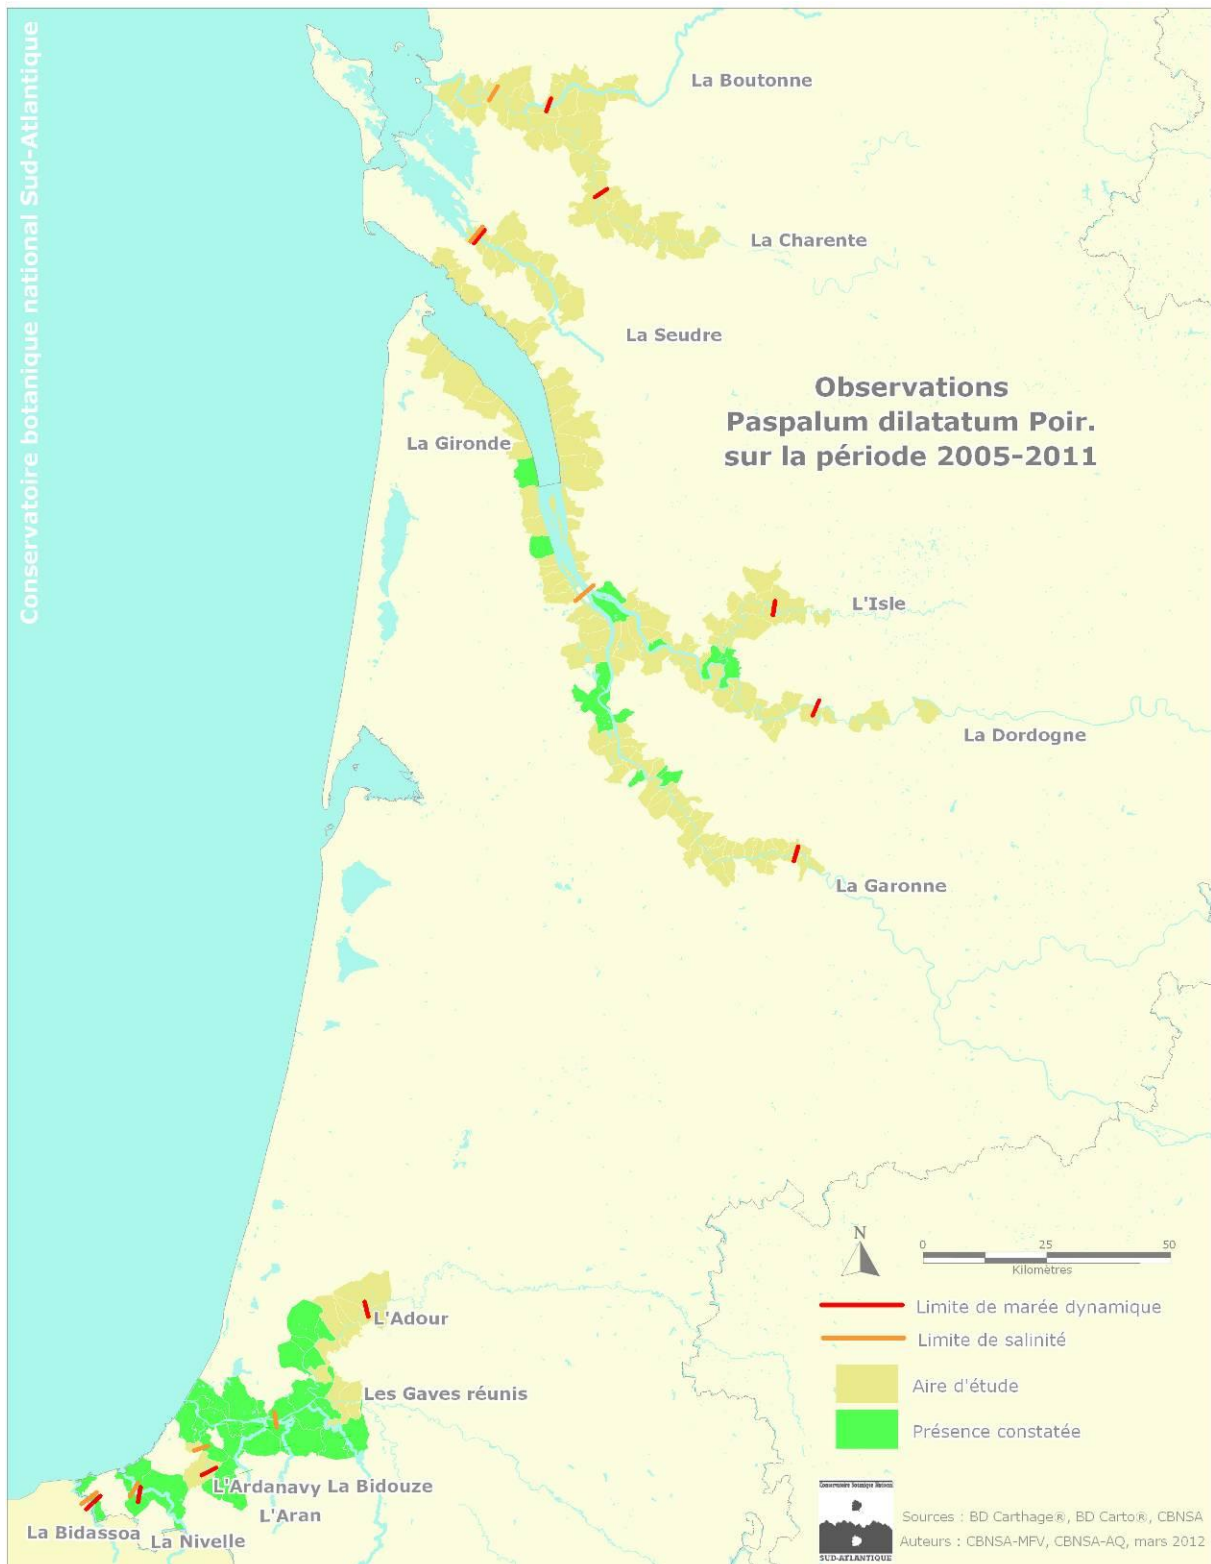 Conservatoire botanique national Sud-Atlantique
La Boutonne
La Charente
La Seudre
Observations
Paspalum dilatatum Poir.
sur la période 2005-2011
La Gironde
L'Isle
La Dordogne
La Garonne
N
0 25 50
Kilomètres
L'Adour
Limite de marée dynamique
Limite de salinité
Les Gaves réunis
Aire d'étude
Présence constatée
L'Ardanavy La Bidouze
L'Aran
La Bidassoa
La Nivelle
Conservatoire Botanique National
SUD-ATLANTIQUE
Sources : BD Carthage®, BD Carto®, CBNSA
Auteurs : CBNSA-MFV, CBNSA-AQ, mars 2012